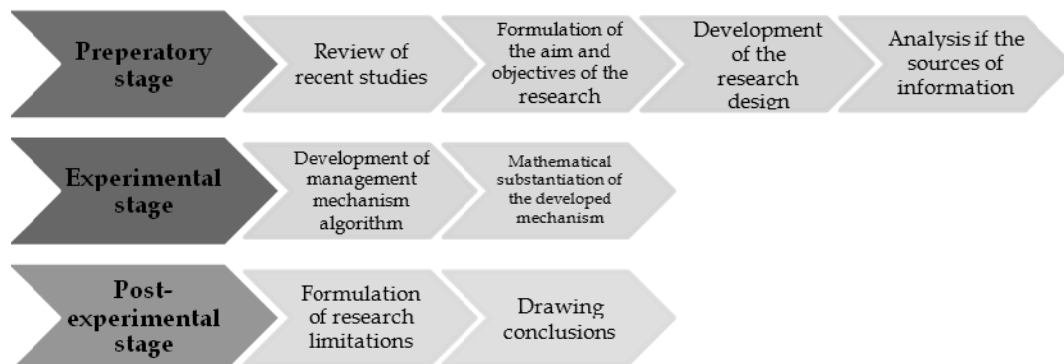 Preperatory
stage
Review of
recent studies
Formulation of
the aim and
objectives of the
research
Development
of the
research
design
Analysis if the
sources of
information
Experimental
stage
Development of
management
mechanism
algorithm
Mathematical
substantiation of
the developed
mechanism
Post-
experimental
stage
Formulation
of research
limitations
Drawing
conclusions